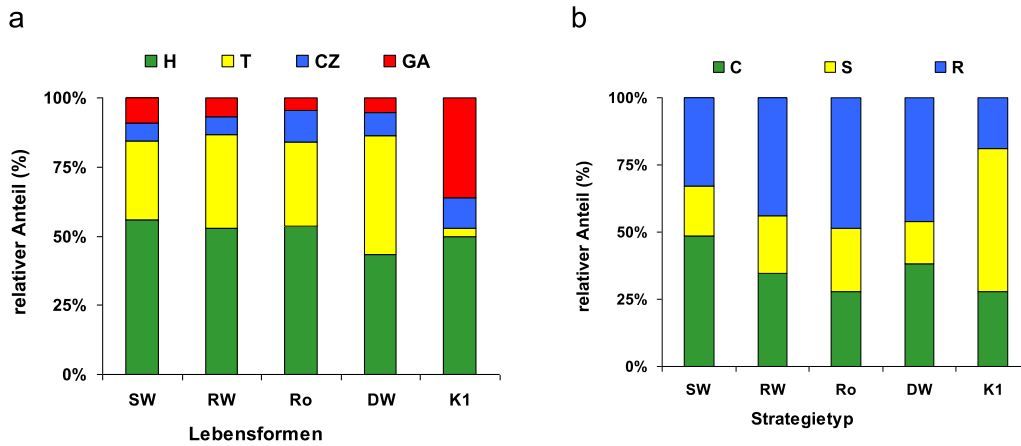 a
H T CZ GA
relativer Anteil (%)
100%
75%
50%
25%
0%
SW RW Ro DW K1
Lebensformen
b
C S R
relativer Anteil (%)
100%
75%
50%
25%
0%
SW RW Ro DW K1
Strategietyp